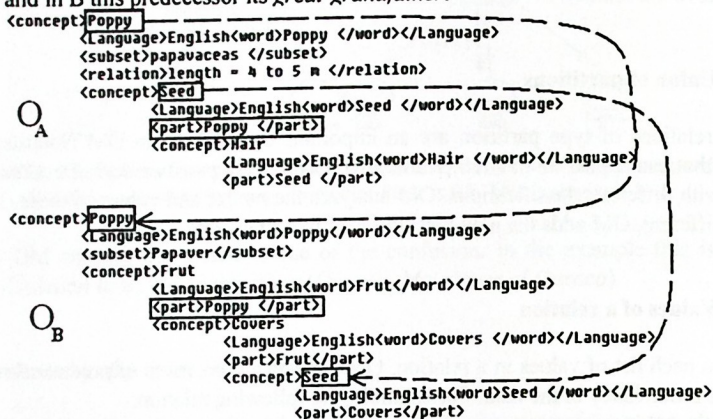 and in B this predecessor its great-grandfather
<concept>Poppy
<Language>English<word>Poppy </word></Language>
<subset>papavaceas </subset>
<relation>length = 4 to 5 m </relation>
<concept>Seed
<Language>English<word>Seed </word></Language>
<part>Poppy </part>
<concept>Hair
<Language>English<word>Hair </word></Language>
<part>Seed </part>
OA
<concept>Poppy
<Language>English<word>Poppy</word></Language>
<subset>Papaver</subset>
<concept>Frut
<Language>English<word>Frut</word></Language>
<part>Poppy </part>
<concept>Covers
<Language>English<word>Covers </word></Language>
<part>Frut</part>
<concept>Seed
<Language>English<word>Seed </word></Language>
<part>Covers</part>
OB